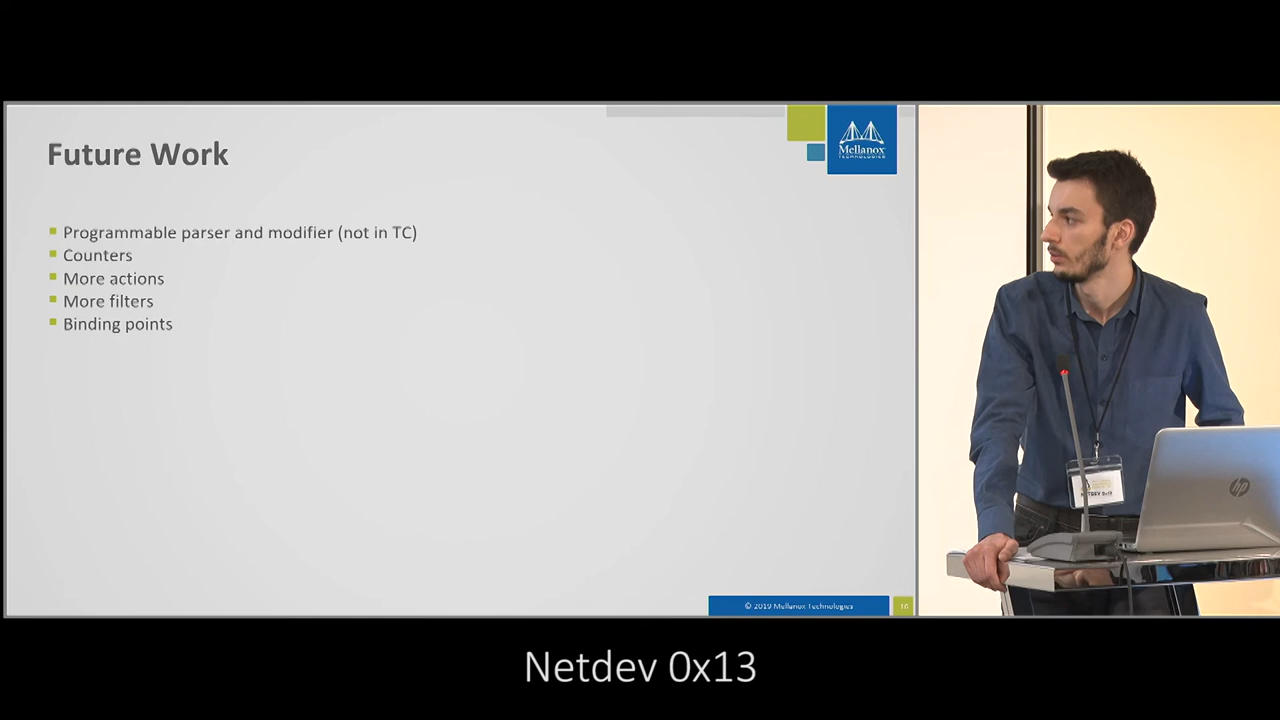 Future Work
Mellanox
TECHNOLOGIES
Programmable parser and modifier (not in TC)
Counters
More actions
More filters
Binding points
hp
© 2019 Mellanox Technologies
16
Netdev 0x13